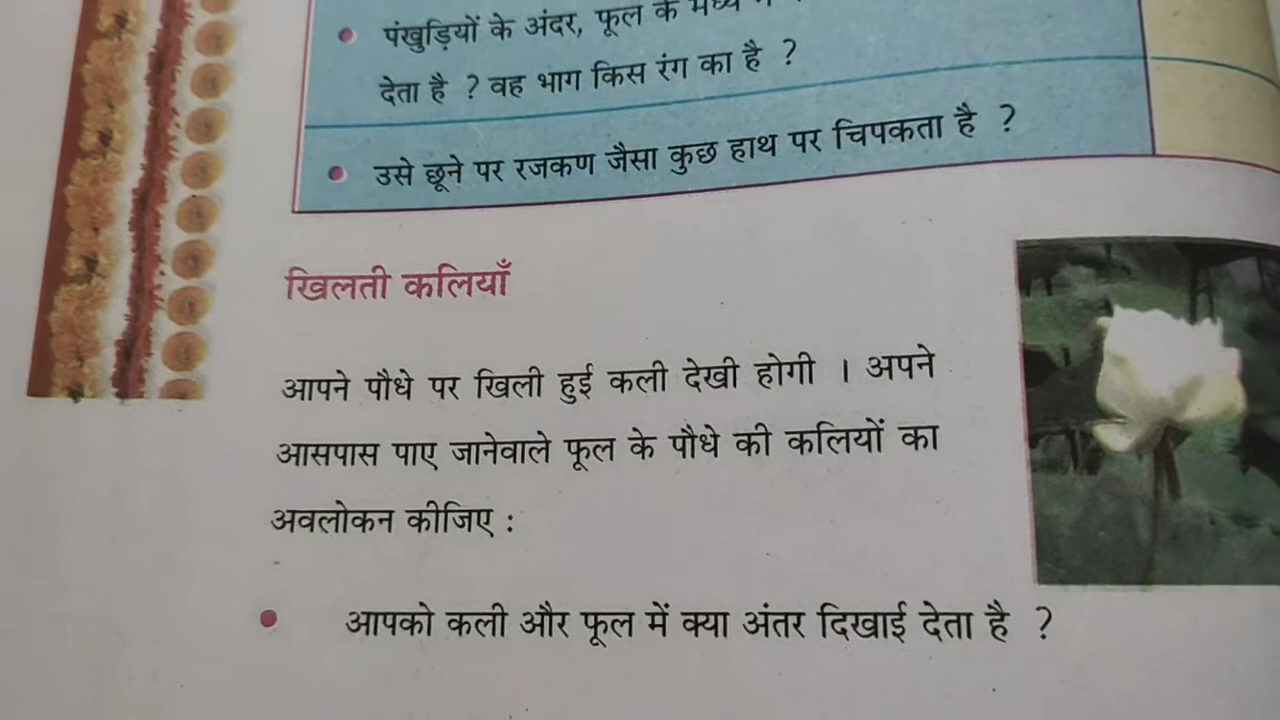 पंखुड़ियों के अंदर, फूल के मध्य
देता है ? वह भाग किस रंग का है ?
उसे छूने पर रजकण जैसा कुछ हाथ पर चिपकता है ?
खिलती कलियाँ
आपने पौधे पर खिली हुई कली देखी होगी । अपने
आसपास पाए जानेवाले फूल के पौधे की कलियों का
अवलोकन कीजिए :
आपको कली और फूल में क्या अंतर दिखाई देता है ?